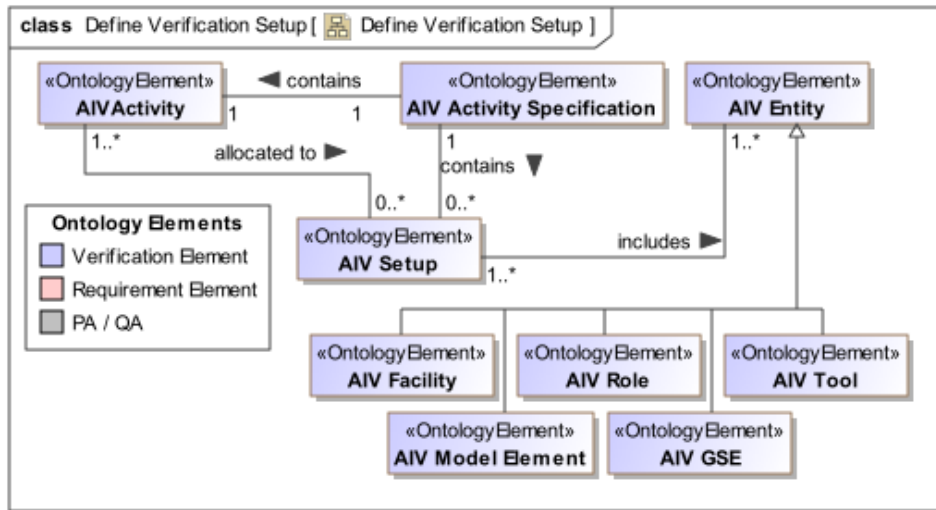 class Define Verification Setup [ Define Verification Setup ]
«OntologyElement»
AIVActivity
contains
1
1
«OntologyElement»
AIV Activity Specification
«OntologyElement»
AIV Entity
1..*
allocated to
1
contains
1..*
0..*
0..*
Ontology Elements
Verification Element
Requirement Element
PA / QA
«OntologyElement»
AIV Setup
includes
1..*
«OntologyElement»
AIV Facility
«OntologyElement»
AIV Role
«OntologyElement»
AIV Tool
«OntologyElement»
AIV Model Element
«OntologyElement»
AIV GSE